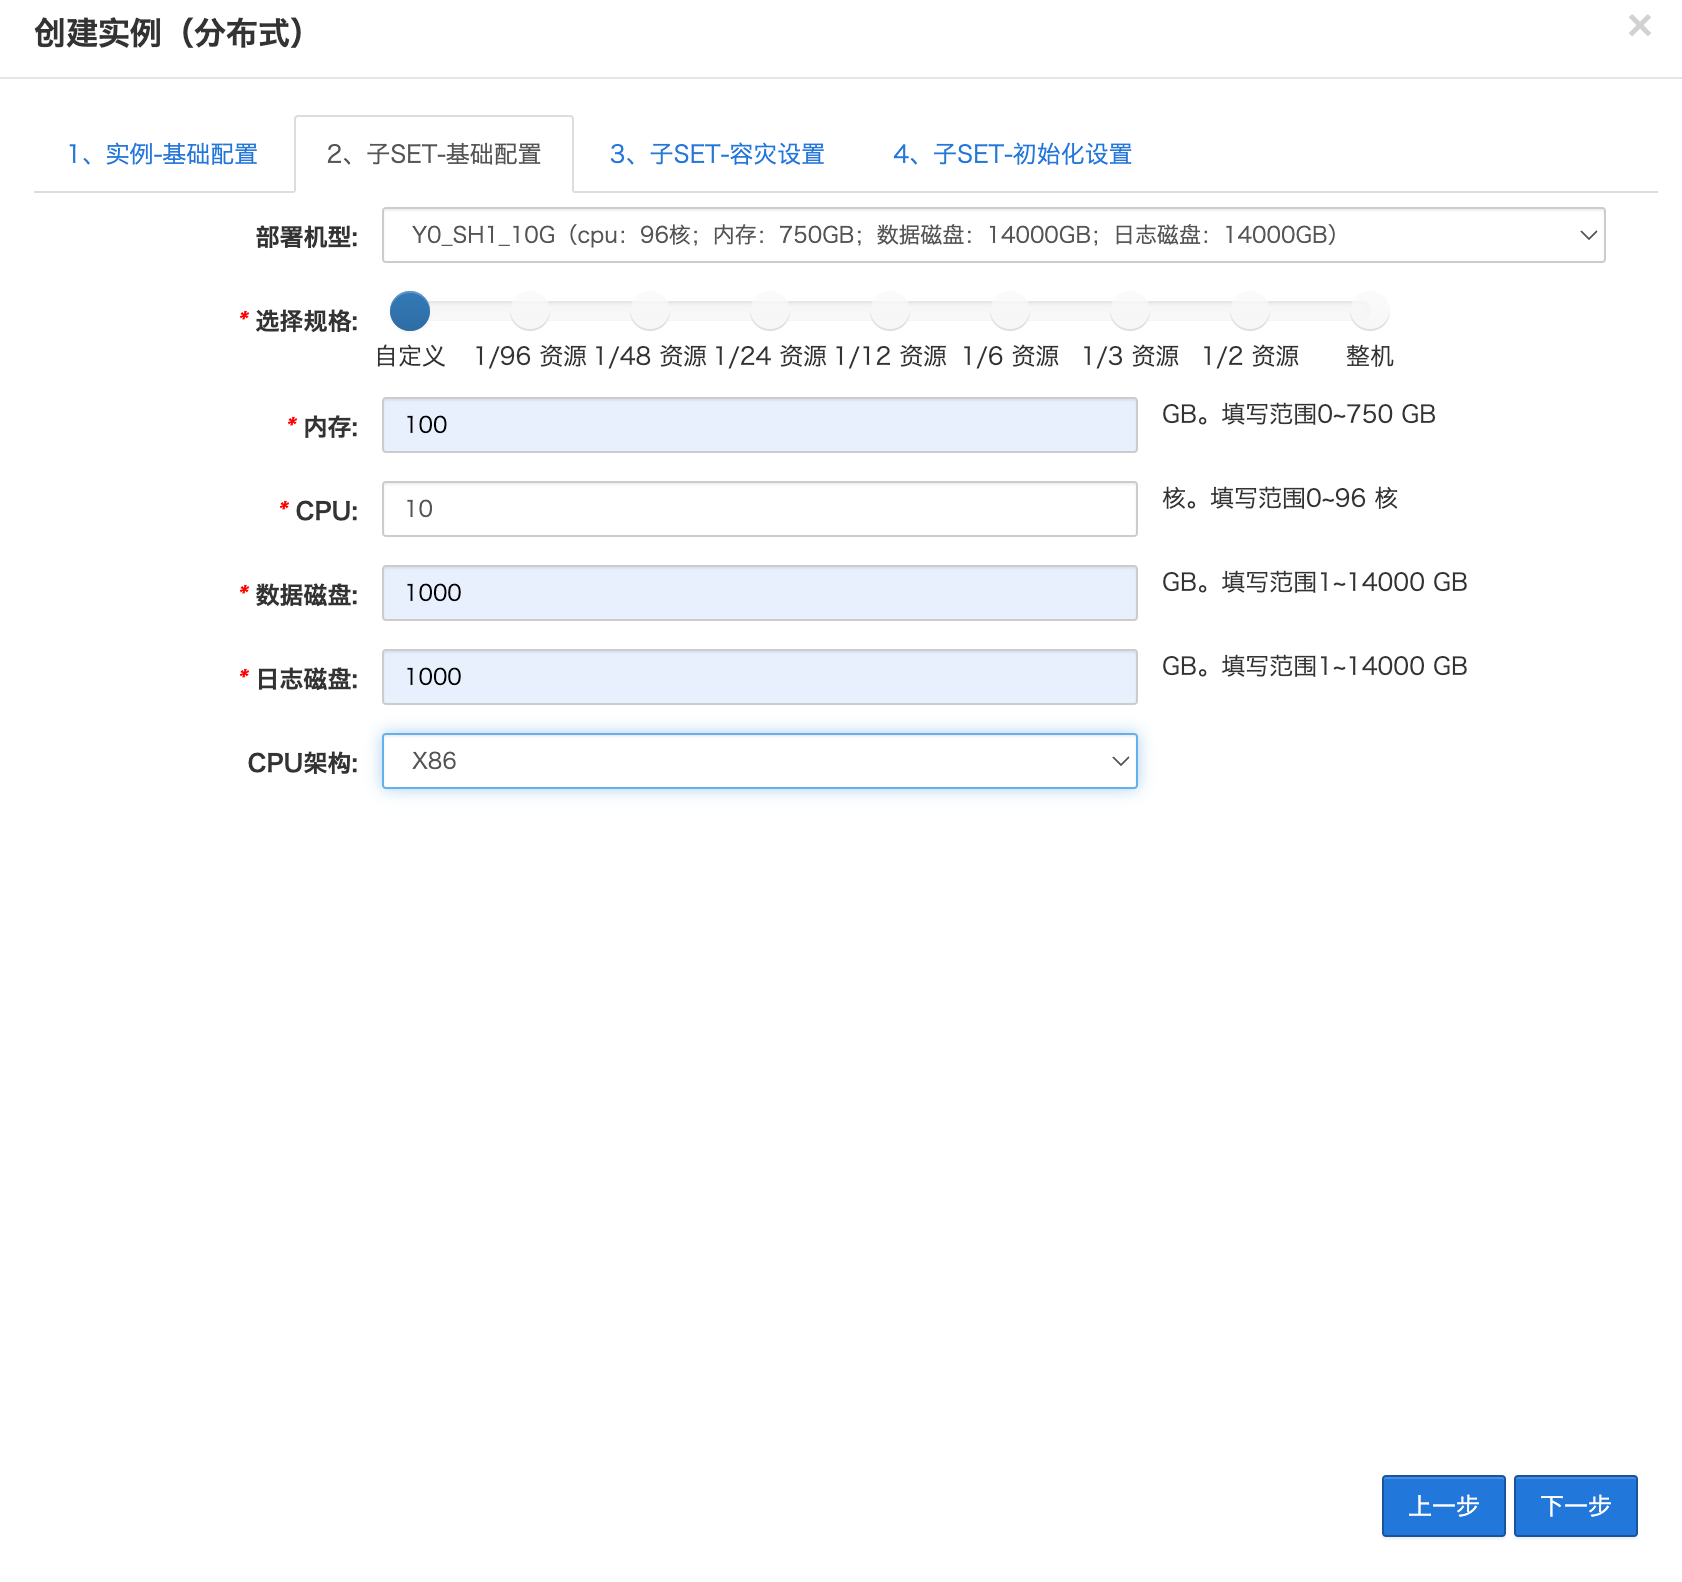 创建实例（分布式）
1、实例-基础配置 2、子SET-基础配置 3、子SET-容灾设置 4、子SET-初始化设置
部署机型: Y0_SH1_10G（cpu：96核；内存：750GB；数据磁盘：14000GB；日志磁盘：14000GB）
* 选择规格:
自定义 1/96 资源 1/48 资源 1/24 资源 1/12 资源 1/6 资源 1/3 资源 1/2 资源 整机
* 内存: 100 GB。填写范围0~750 GB
* CPU: 10 核。填写范围0~96 核
* 数据磁盘: 1000 GB。填写范围1~14000 GB
* 日志磁盘: 1000 GB。填写范围1~14000 GB
CPU架构: X86
上一步 下一步